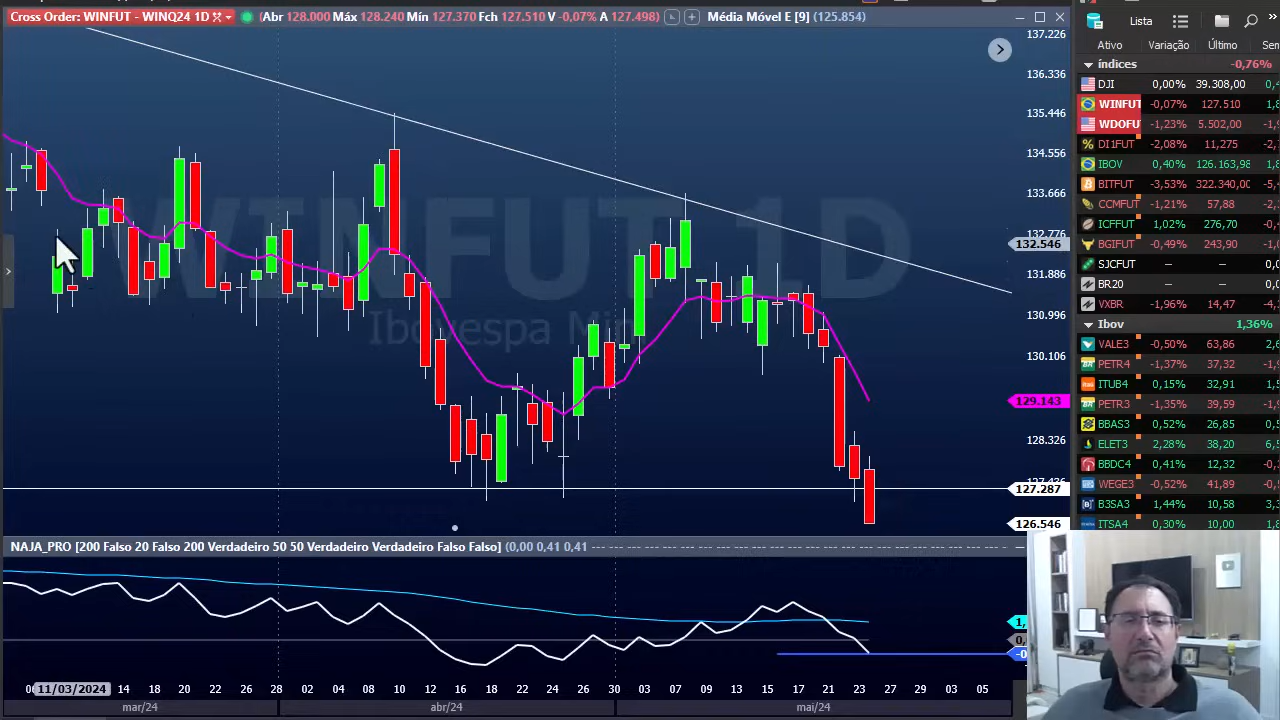 Cross Order: WINFUT - WINQ24 1D
(Abr 128.000 Máx 128.240 Mín 127.370 Fch 127.510 V -0,07% A 127.498)
Média Móvel E [9] (125.854)
WINFUT 1D
Ibovespa Mini
137.226
136.336
135.446
134.556
133.666
132.776
132.546
131.886
130.996
130.106
129.143
128.326
127.287
126.546
NAJA_PRO [200 Falso 20 Falso 200 Verdadeiro 50 50 Verdadeiro Verdadeiro Falso Falso] (0,00 0,41 0,41
11/03/2024 14 18 20 22 26 28 02 04 08 10 12 16 18 22 24 26 30 03 07 09 13 15 17 21 23 27 29 03 05
mar/24 abr/24 mai/24
Lista
Ativo Variação Último
índices -0,76%
DJI 0,00% 39.308,00
WINFUT -0,07% 127.510
WDOFU -1,23% 5.502,00
DI1FUT -2,08% 11,275
IBOV 0,40% 126.163,98
BITFUT -3,53% 322.340,00
CCMFUT -1,21% 57,88
ICFFUT 1,02% 276,70
BGIFUT -0,49% 243,90
SJCFUT – –
BR20 – –
VXBR -1,96% 14,47
Ibov 1,36%
VALE3 -0,50% 63,86
PETR4 -1,37% 37,32
ITUB4 0,15% 32,91
PETR3 -1,35% 39,59
BBAS3 0,52% 26,85
ELET3 2,28% 38,20
BBDC4 0,41% 12,32
WEGE3 -0,52% 41,89
B3SA3 1,44% 10,58
ITSA4 0,30% 10,00